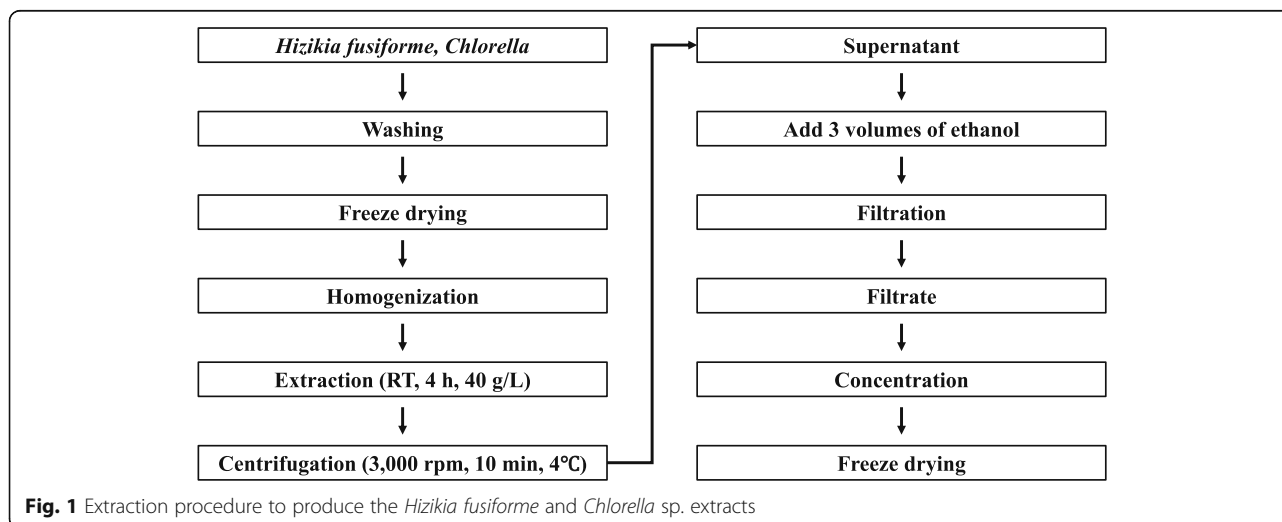 Hizikia fusiforme, Chlorella
Washing
Freeze drying
Homogenization
Extraction (RT, 4 h, 40 g/L)
Centrifugation (3,000 rpm, 10 min, 4℃)
Supernatant
Add 3 volumes of ethanol
Filtration
Filtrate
Concentration
Freeze drying
Fig. 1 Extraction procedure to produce the Hizikia fusiforme and Chlorella sp. extracts